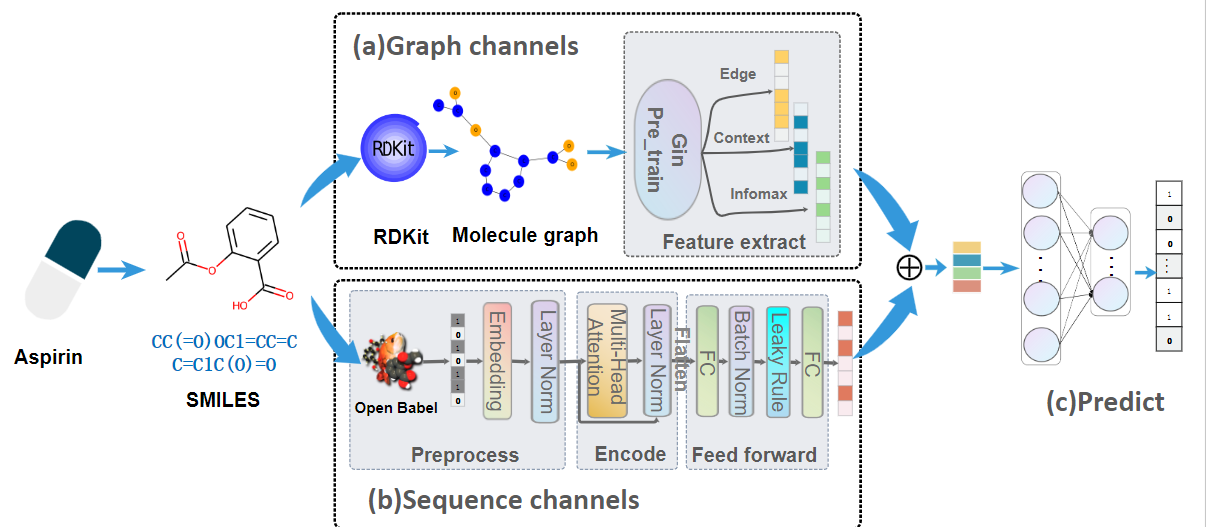 (a)Graph channels
Edge
Context
Infomax
Gin
Pre_train
RDKit
RDKit
Molecule graph
Feature extract
O
O
HO
O
Aspirin
CC(=O)OC1=CC=C
C=C1C(O)=O
SMILES
Open Babel
1
0
1
0
1
1
0
Embedding
Layer Norm
Multi-Head
Attention
Layer Norm
Flatten
FC
Batch Norm
Leaky Rule
FC
Preprocess
Encode
Feed forward
(b)Sequence channels
1
0
0
1
1
0
(c)Predict